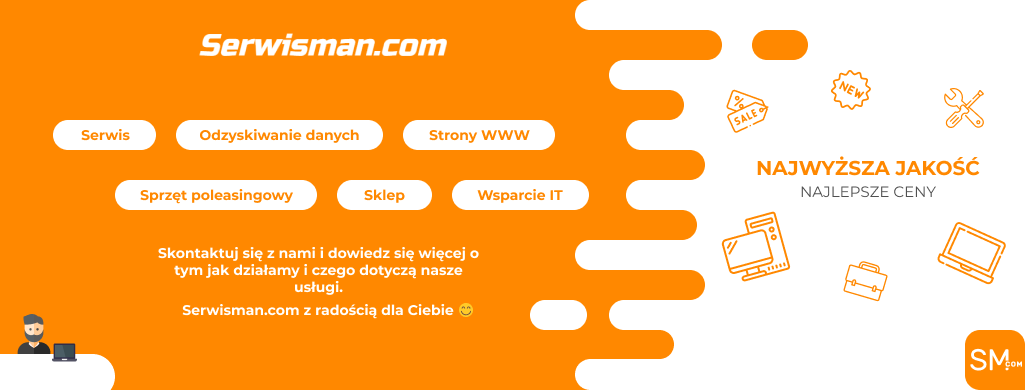 Serwisman.com
Serwis
Odzyskiwanie danych
Strony WWW
Sprzęt poleasingowy
Sklep
Wsparcie IT
Skontaktuj się z nami i dowiedz się więcej o
tym jak działamy i czego dotyczą nasze
usługi.
Serwisman.com z radością dla Ciebie 😊
% SALE
NEW
NAJWYŻSZA JAKOŚĆ
NAJLEPSZE CENY
SM.COM